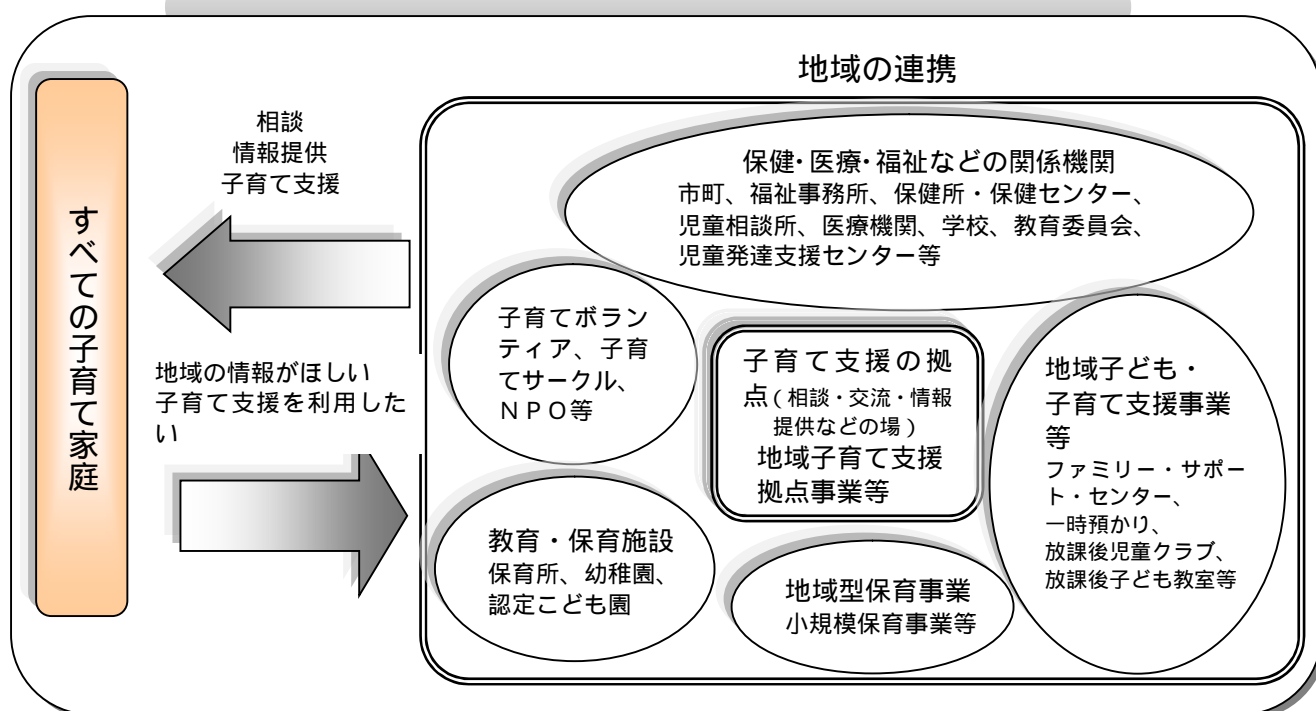 地域の連携
すべての子育て家庭
相談
情報提供
子育て支援
地域の情報がほしい
子育て支援を利用した
い
保健・医療・福祉などの関係機関
市町、福祉事務所、保健所・保健センター、
児童相談所、医療機関、学校、教育委員会、
児童発達支援センター等
子育てボラン
ティア、子育
てサークル、
ＮＰＯ等
子育て支援の拠
点（相談・交流・情報
提供などの場）
地域子育て支援
拠点事業等
地域子ども・
子育て支援事業
等
ファミリー・サポー
ト・センター、
一時預かり、
放課後児童クラブ、
放課後子ども教室等
教育・保育施設
保育所、幼稚園、
認定こども園
地域型保育事業
小規模保育事業等